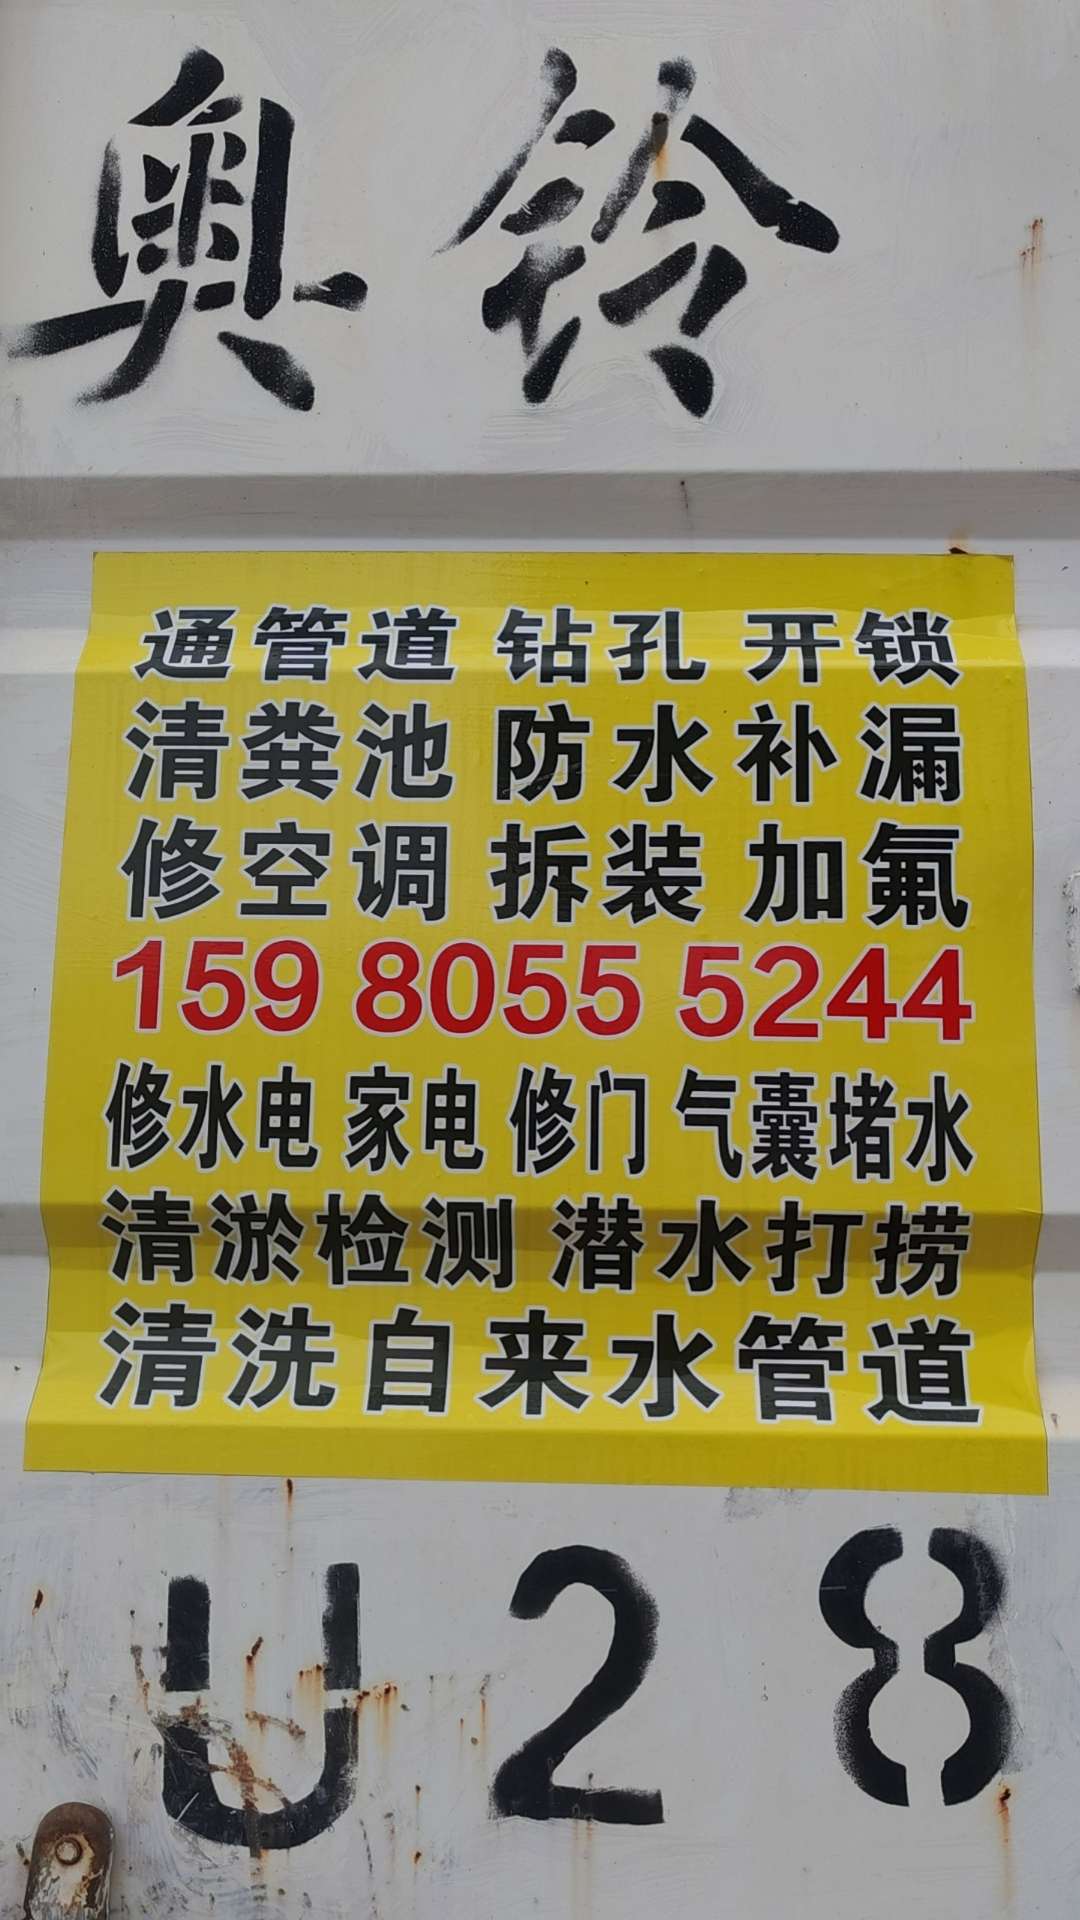 奥铃
通管道 钻孔 开锁
清粪池 防水补漏
修空调 拆装 加氟
159 8055 5244
修水电 家电 修门 气囊堵水
清淤检测 潜水打捞
清洗自来水管道
U28